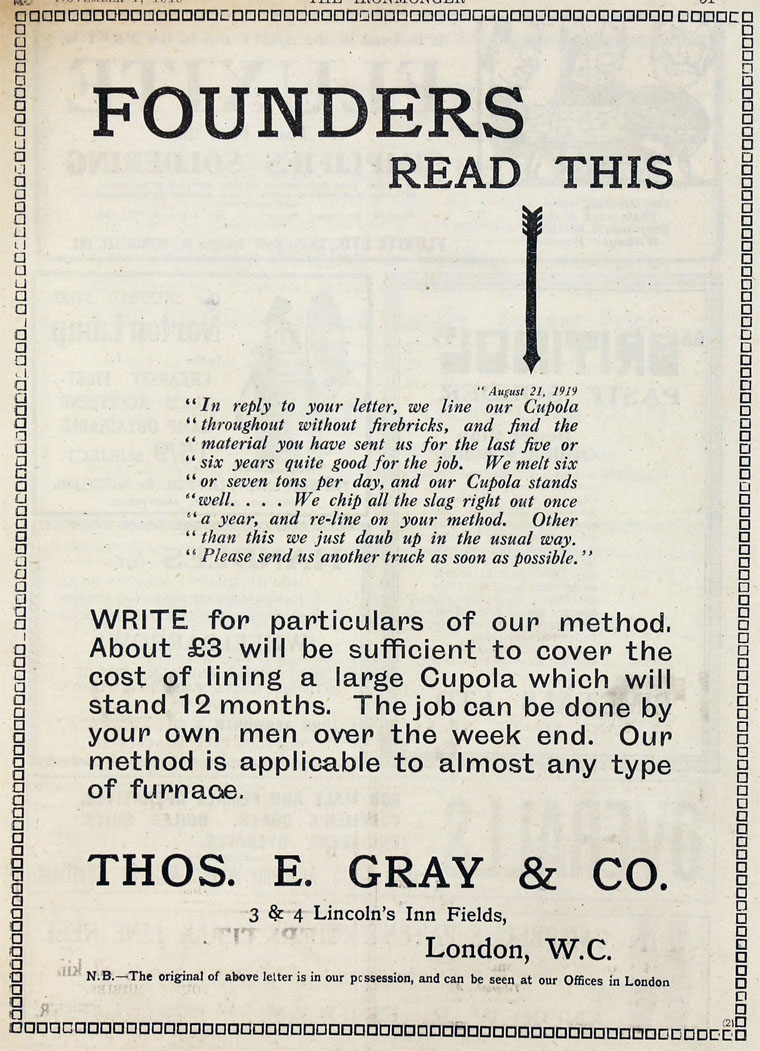 THE IRONMONGER
FOUNDERS
READ THIS
" August 21, 1919
" In reply to your letter, we line our Cupola
" throughout without firebricks, and find the
" material you have sent us for the last five or
" six years quite good for the job. We melt six
" or seven tons per day, and our Cupola stands
" well. . . . We chip all the slag right out once
" a year, and re-line on your method. Other
" than this we just daub up in the usual way.
" Please send us another truck as soon as possible."
WRITE for particulars of our method.
About £3 will be sufficient to cover the
cost of lining a large Cupola which will
stand 12 months. The job can be done by
your own men over the week end. Our
method is applicable to almost any type
of furnace.
THOS. E. GRAY & CO.
3 & 4 Lincoln's Inn Fields,
London, W.C.
N.B.—The original of above letter is in our possession, and can be seen at our Offices in London
(2)